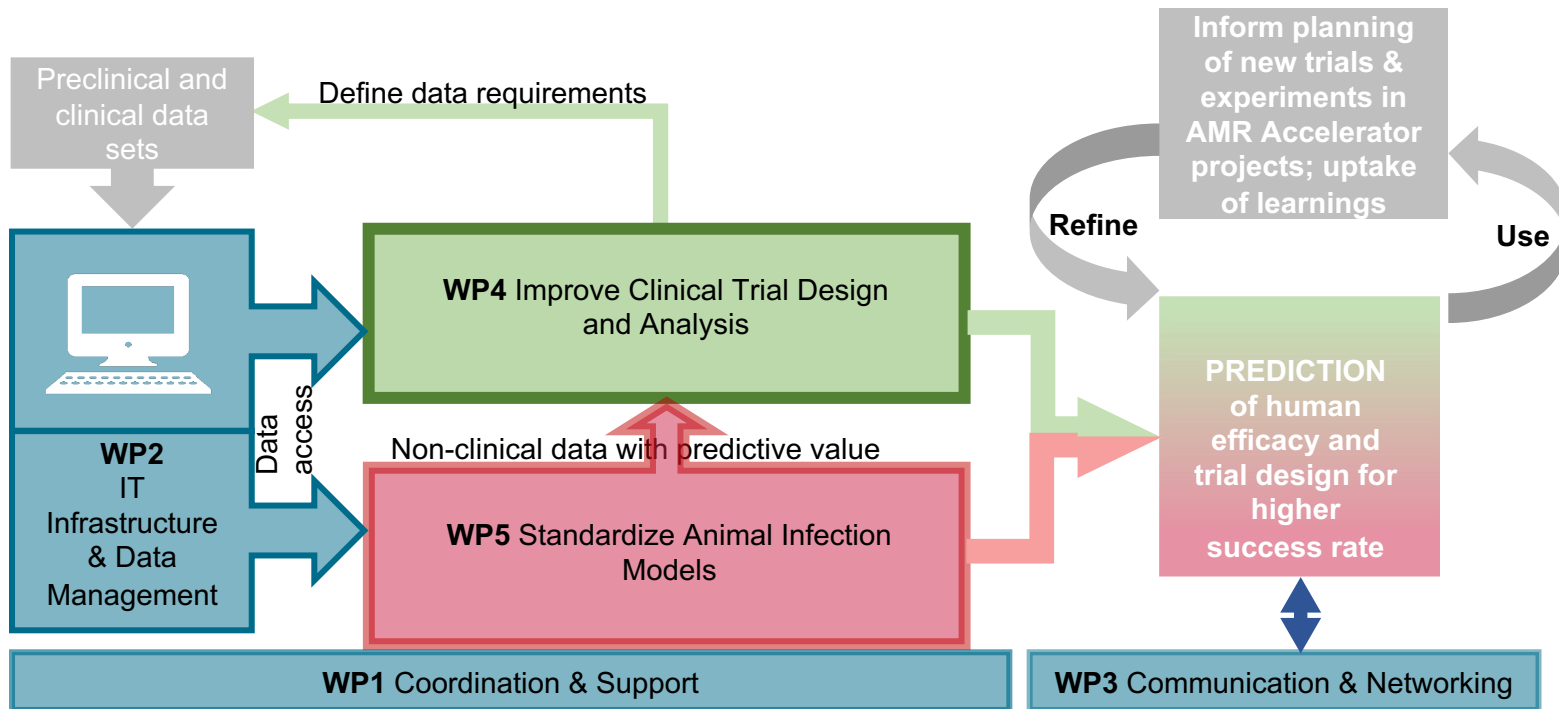 Preclinical and
clinical data
sets
Define data requirements
Inform planning
of new trials &
experiments in
AMR Accelerator
projects; uptake
of learnings
Refine
Use
WP4 Improve Clinical Trial Design
and Analysis
Data
access
WP2
IT
Infrastructure
& Data
Management
Non-clinical data with predictive value
WP5 Standardize Animal Infection
Models
PREDICTION
of human
efficacy and
trial design for
higher
success rate
WP1 Coordination & Support
WP3 Communication & Networking